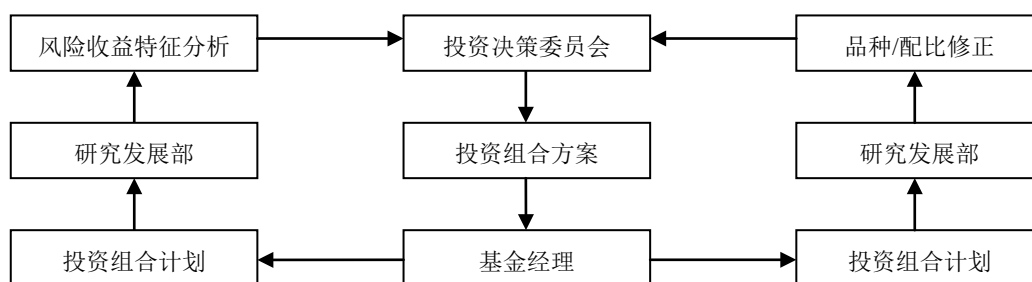 风险收益特征分析
投资决策委员会
品种/配比修正
研究发展部
投资组合方案
研究发展部
投资组合计划
基金经理
投资组合计划